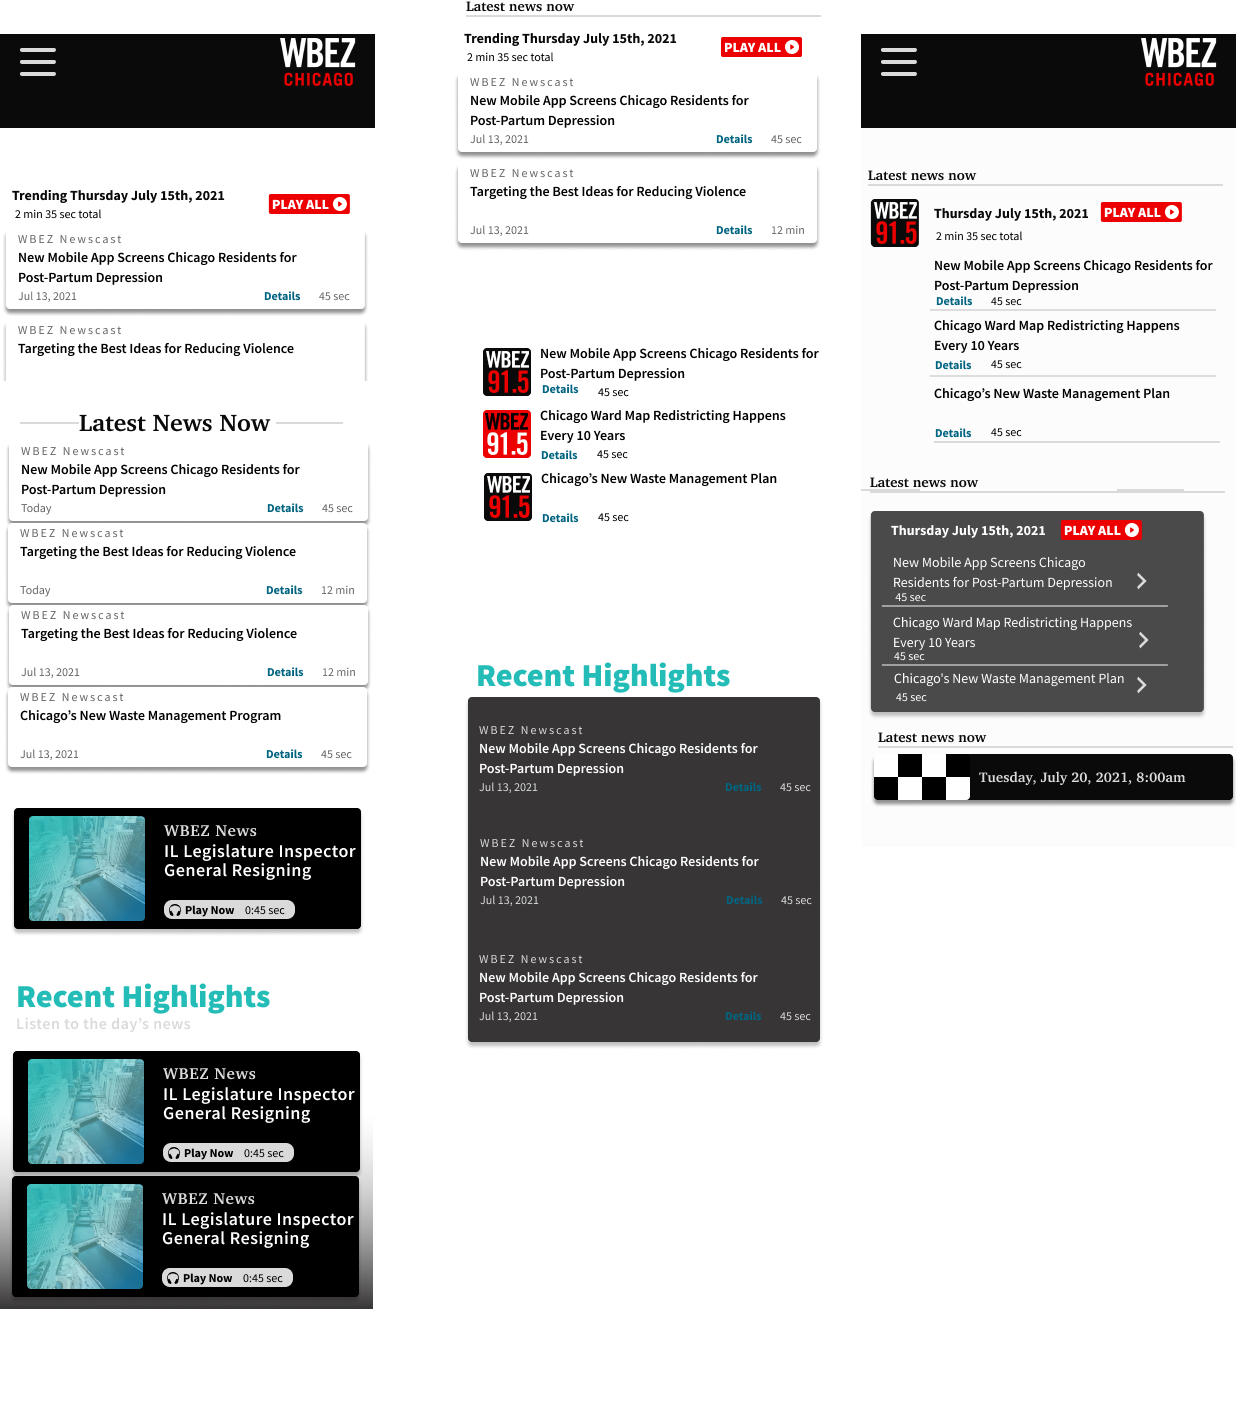 WBEZ
CHICAGO
Trending Thursday July 15th, 2021
PLAY ALL
2 min 35 sec total
WBEZ Newscast
New Mobile App Screens Chicago Residents for
Post-Partum Depression
Jul 13, 2021 Details 45 sec
WBEZ Newscast
Targeting the Best Ideas for Reducing Violence
Latest News Now
WBEZ Newscast
New Mobile App Screens Chicago Residents for
Post-Partum Depression
Today Details 45 sec
WBEZ Newscast
Targeting the Best Ideas for Reducing Violence
Today Details 12 min
WBEZ Newscast
Targeting the Best Ideas for Reducing Violence
Jul 13, 2021 Details 12 min
WBEZ Newscast
Chicago’s New Waste Management Program
Jul 13, 2021 Details 45 sec
WBEZ News
IL Legislature Inspector
General Resigning
Play Now 0:45 sec
Recent Highlights
Listen to the day’s news
WBEZ News
IL Legislature Inspector
General Resigning
Play Now 0:45 sec
WBEZ News
IL Legislature Inspector
General Resigning
Play Now 0:45 sec
Latest news now
Trending Thursday July 15th, 2021
PLAY ALL
2 min 35 sec total
WBEZ Newscast
New Mobile App Screens Chicago Residents for
Post-Partum Depression
Jul 13, 2021 Details 45 sec
WBEZ Newscast
Targeting the Best Ideas for Reducing Violence
Jul 13, 2021 Details 12 min
WBEZ
91.5
New Mobile App Screens Chicago Residents for
Post-Partum Depression
Details 45 sec
WBEZ
91.5
Chicago Ward Map Redistricting Happens
Every 10 Years
Details 45 sec
WBEZ
91.5
Chicago’s New Waste Management Plan
Details 45 sec
Recent Highlights
WBEZ Newscast
New Mobile App Screens Chicago Residents for
Post-Partum Depression
Jul 13, 2021 Details 45 sec
WBEZ Newscast
New Mobile App Screens Chicago Residents for
Post-Partum Depression
Jul 13, 2021 Details 45 sec
WBEZ Newscast
New Mobile App Screens Chicago Residents for
Post-Partum Depression
Jul 13, 2021 Details 45 sec
WBEZ
CHICAGO
Latest news now
WBEZ
91.5
Thursday July 15th, 2021
PLAY ALL
2 min 35 sec total
New Mobile App Screens Chicago Residents for
Post-Partum Depression
Details 45 sec
Chicago Ward Map Redistricting Happens
Every 10 Years
Details 45 sec
Chicago’s New Waste Management Plan
Details 45 sec
Latest news now
Thursday July 15th, 2021
PLAY ALL
New Mobile App Screens Chicago
Residents for Post-Partum Depression
45 sec
Chicago Ward Map Redistricting Happens
Every 10 Years
45 sec
Chicago's New Waste Management Plan
45 sec
Latest news now
Tuesday, July 20, 2021, 8:00am